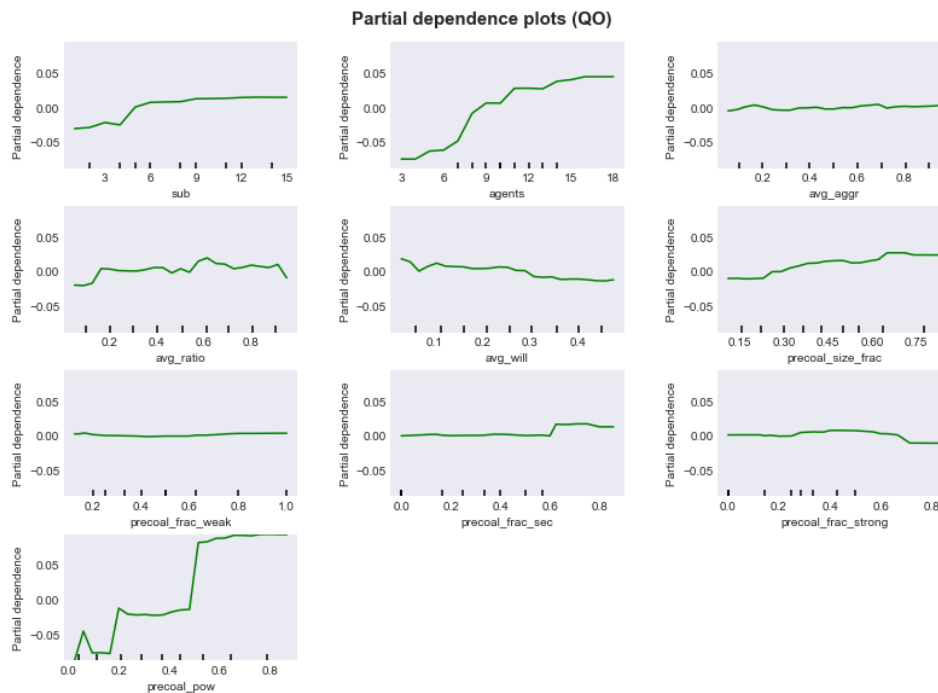 Partial dependence plots (QO)
Partial dependence
0.05
0.00
−0.05
3 6 9 12 15
sub
Partial dependence
0.05
0.00
−0.05
3 6 9 12 15 18
agents
Partial dependence
0.05
0.00
−0.05
0.2 0.4 0.6 0.8
avg_aggr
Partial dependence
0.05
0.00
−0.05
0.2 0.4 0.6 0.8
avg_ratio
Partial dependence
0.05
0.00
−0.05
0.1 0.2 0.3 0.4
avg_will
Partial dependence
0.05
0.00
−0.05
0.15 0.30 0.45 0.60 0.75
precoal_size_frac
Partial dependence
0.05
0.00
−0.05
0.2 0.4 0.6 0.8 1.0
precoal_frac_weak
Partial dependence
0.05
0.00
−0.05
0.0 0.2 0.4 0.6 0.8
precoal_frac_sec
Partial dependence
0.05
0.00
−0.05
0.0 0.2 0.4 0.6 0.8
precoal_frac_strong
Partial dependence
0.05
0.00
−0.05
0.0 0.2 0.4 0.6 0.8
precoal_pow